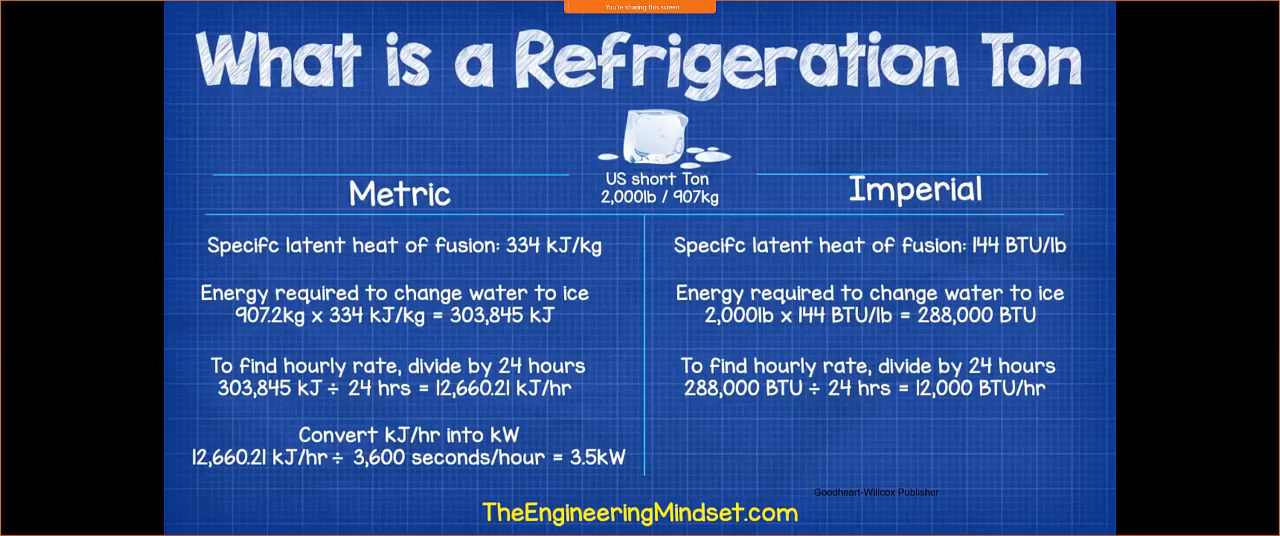 You're sharing this screen
What is a Refrigeration Ton
US short Ton
2,000lb / 907kg
Metric
Specifc latent heat of fusion: 334 kJ/kg
Energy required to change water to ice
907.2kg x 334 kJ/kg = 303,845 kJ
To find hourly rate, divide by 24 hours
303,845 kJ ÷ 24 hrs = 12,660.21 kJ/hr
Convert kJ/hr into kW
12,660.21 kJ/hr ÷ 3,600 seconds/hour = 3.5kW
Imperial
Specifc latent heat of fusion: 144 BTU/lb
Energy required to change water to ice
2,000lb x 144 BTU/lb = 288,000 BTU
To find hourly rate, divide by 24 hours
288,000 BTU ÷ 24 hrs = 12,000 BTU/hr
Goodheart-Willcox Publisher
TheEngineeringMindset.com